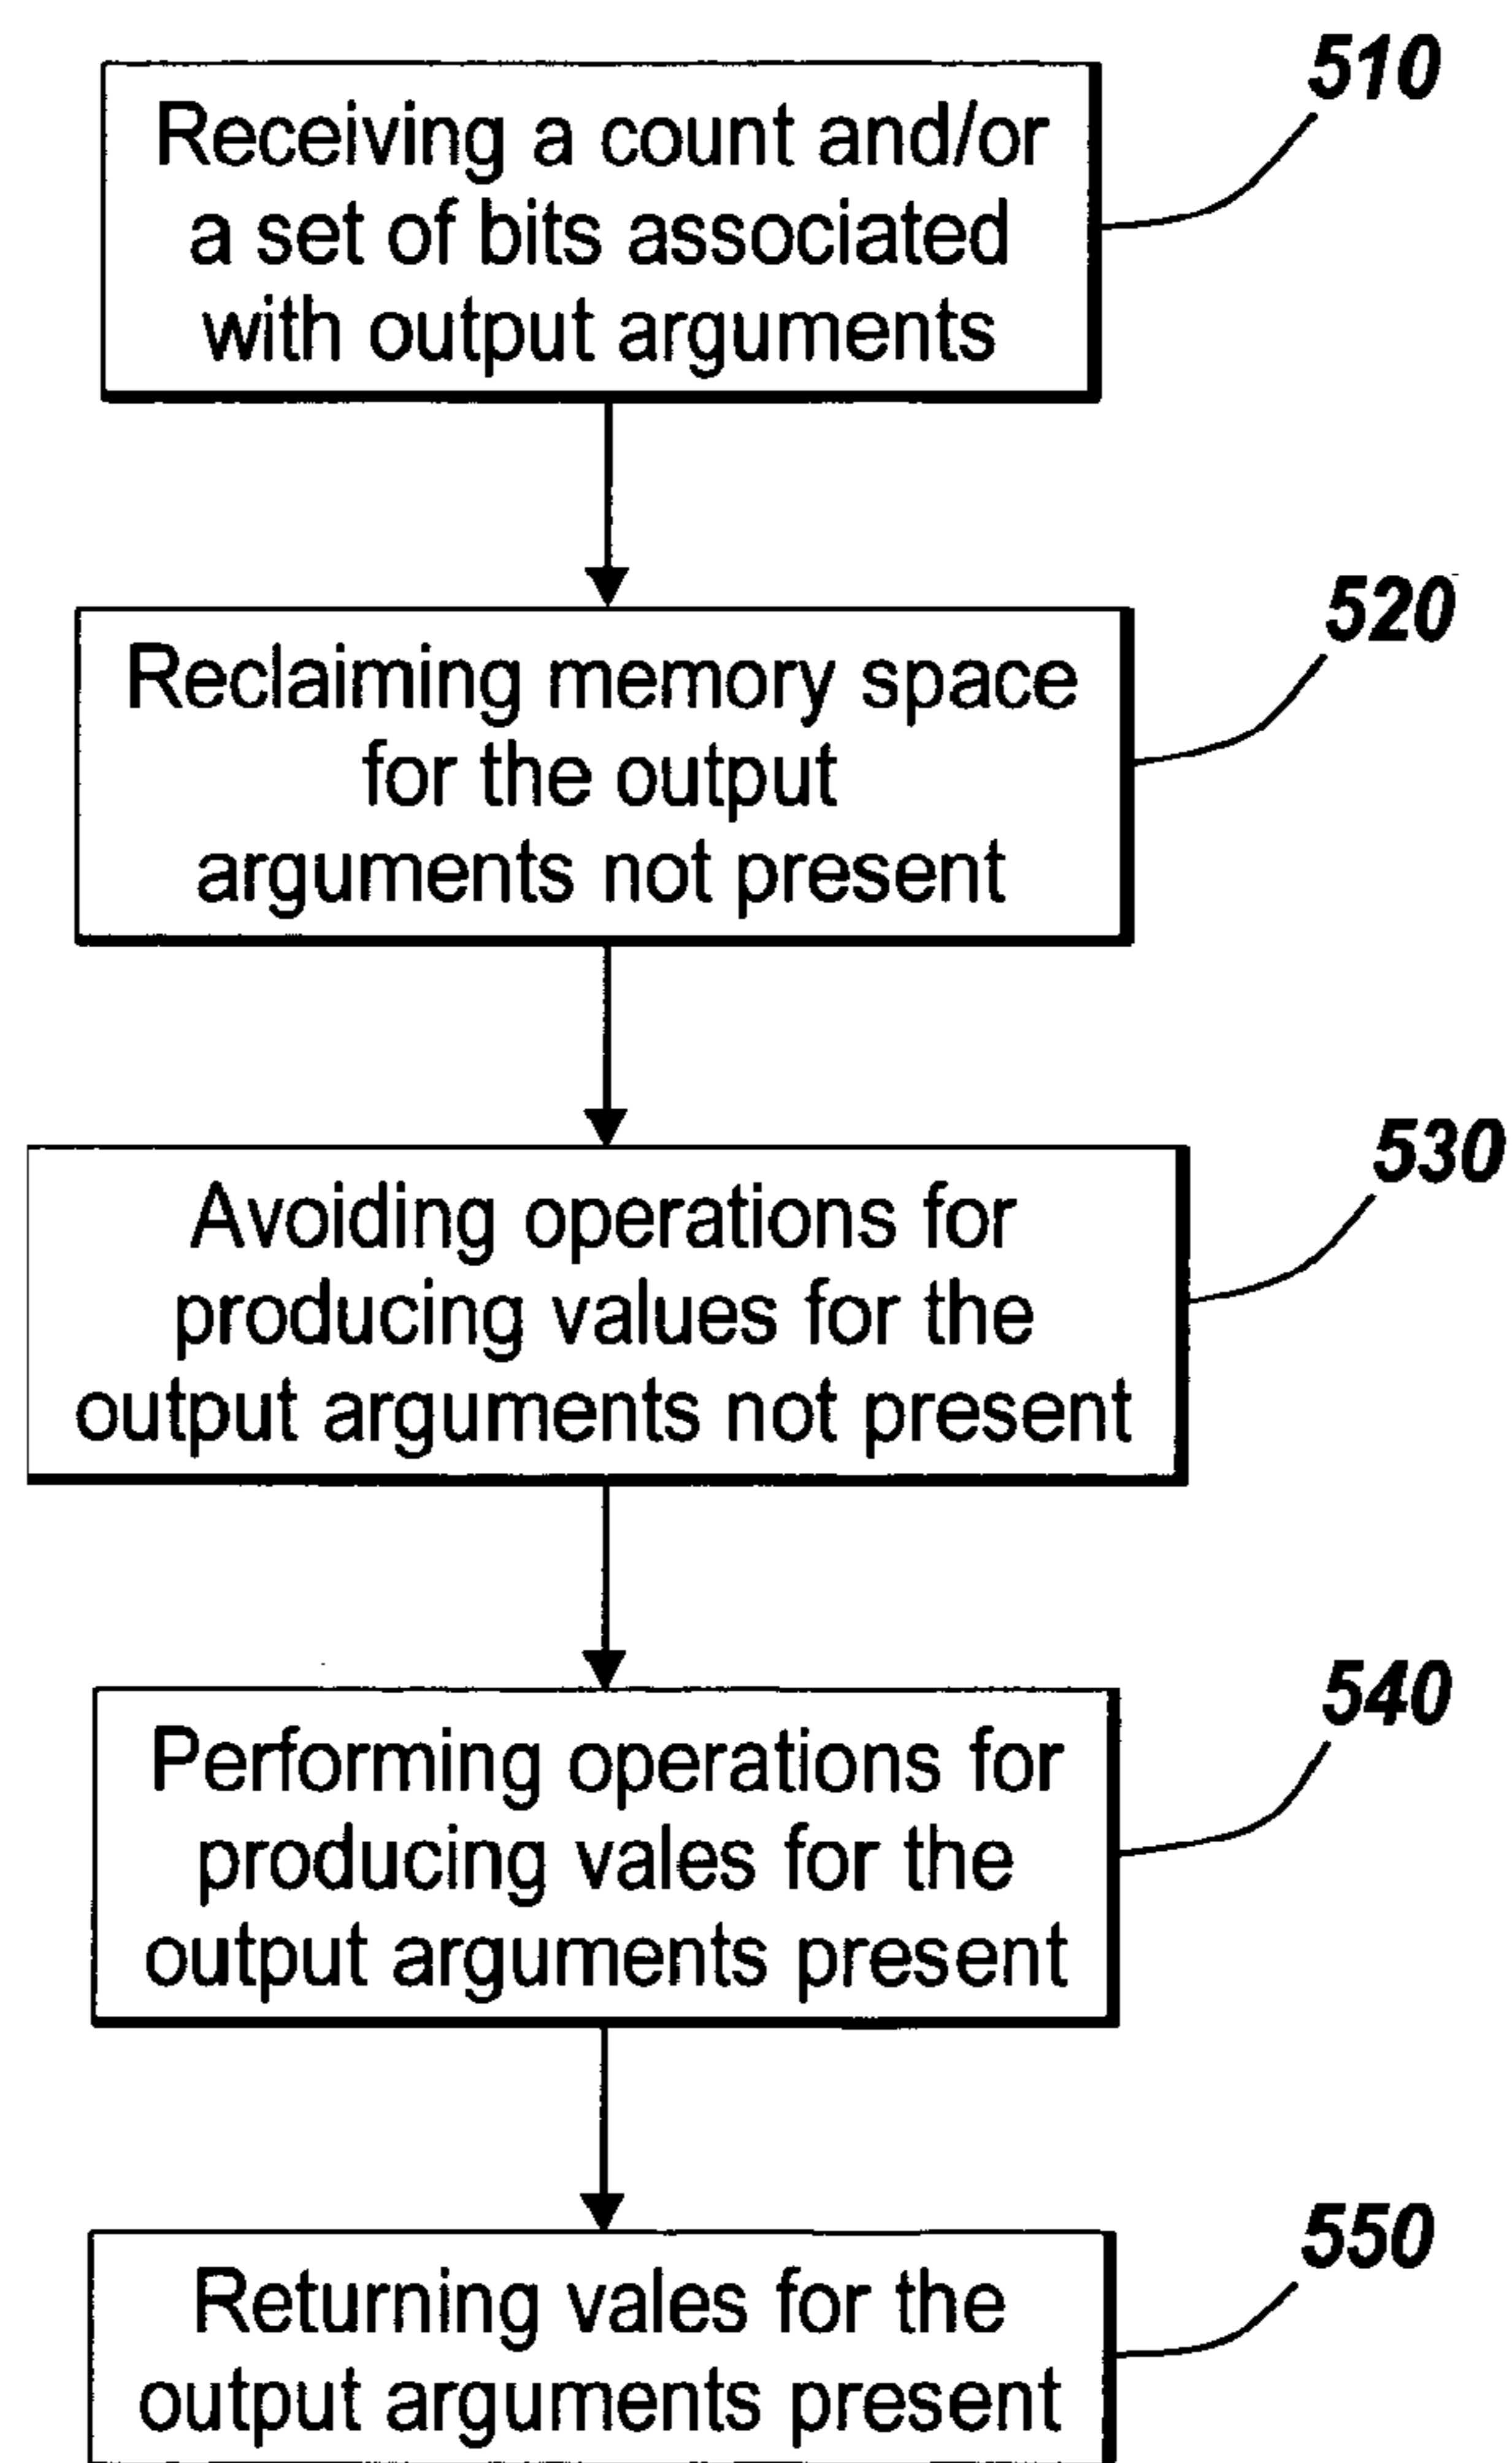 510
Receiving a count and/or
a set of bits associated
with output arguments
520
Reclaiming memory space
for the output
arguments not present
530
Avoiding operations for
producing values for the
output arguments not present
540
Performing operations for
producing vales for the
output arguments present
550
Returning vales for the
output arguments present